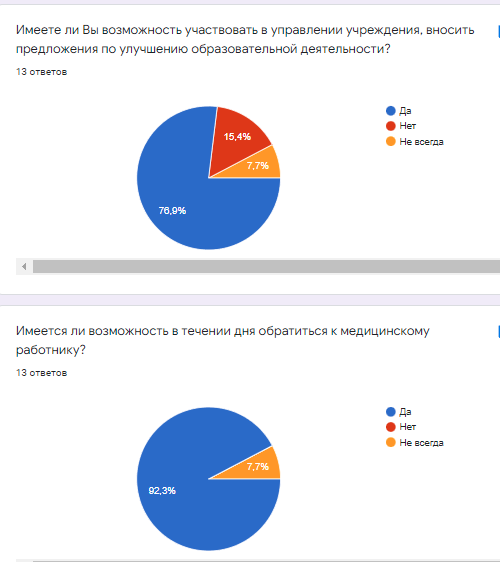 Имеете ли Вы возможность участвовать в управлении учреждения, вносить
предложения по улучшению образовательной деятельности?
13 ответов
Да
Нет
Не всегда
15,4%
7,7%
76,9%
Имеется ли возможность в течении дня обратиться к медицинскому
работнику?
13 ответов
Да
Нет
Не всегда
7,7%
92,3%